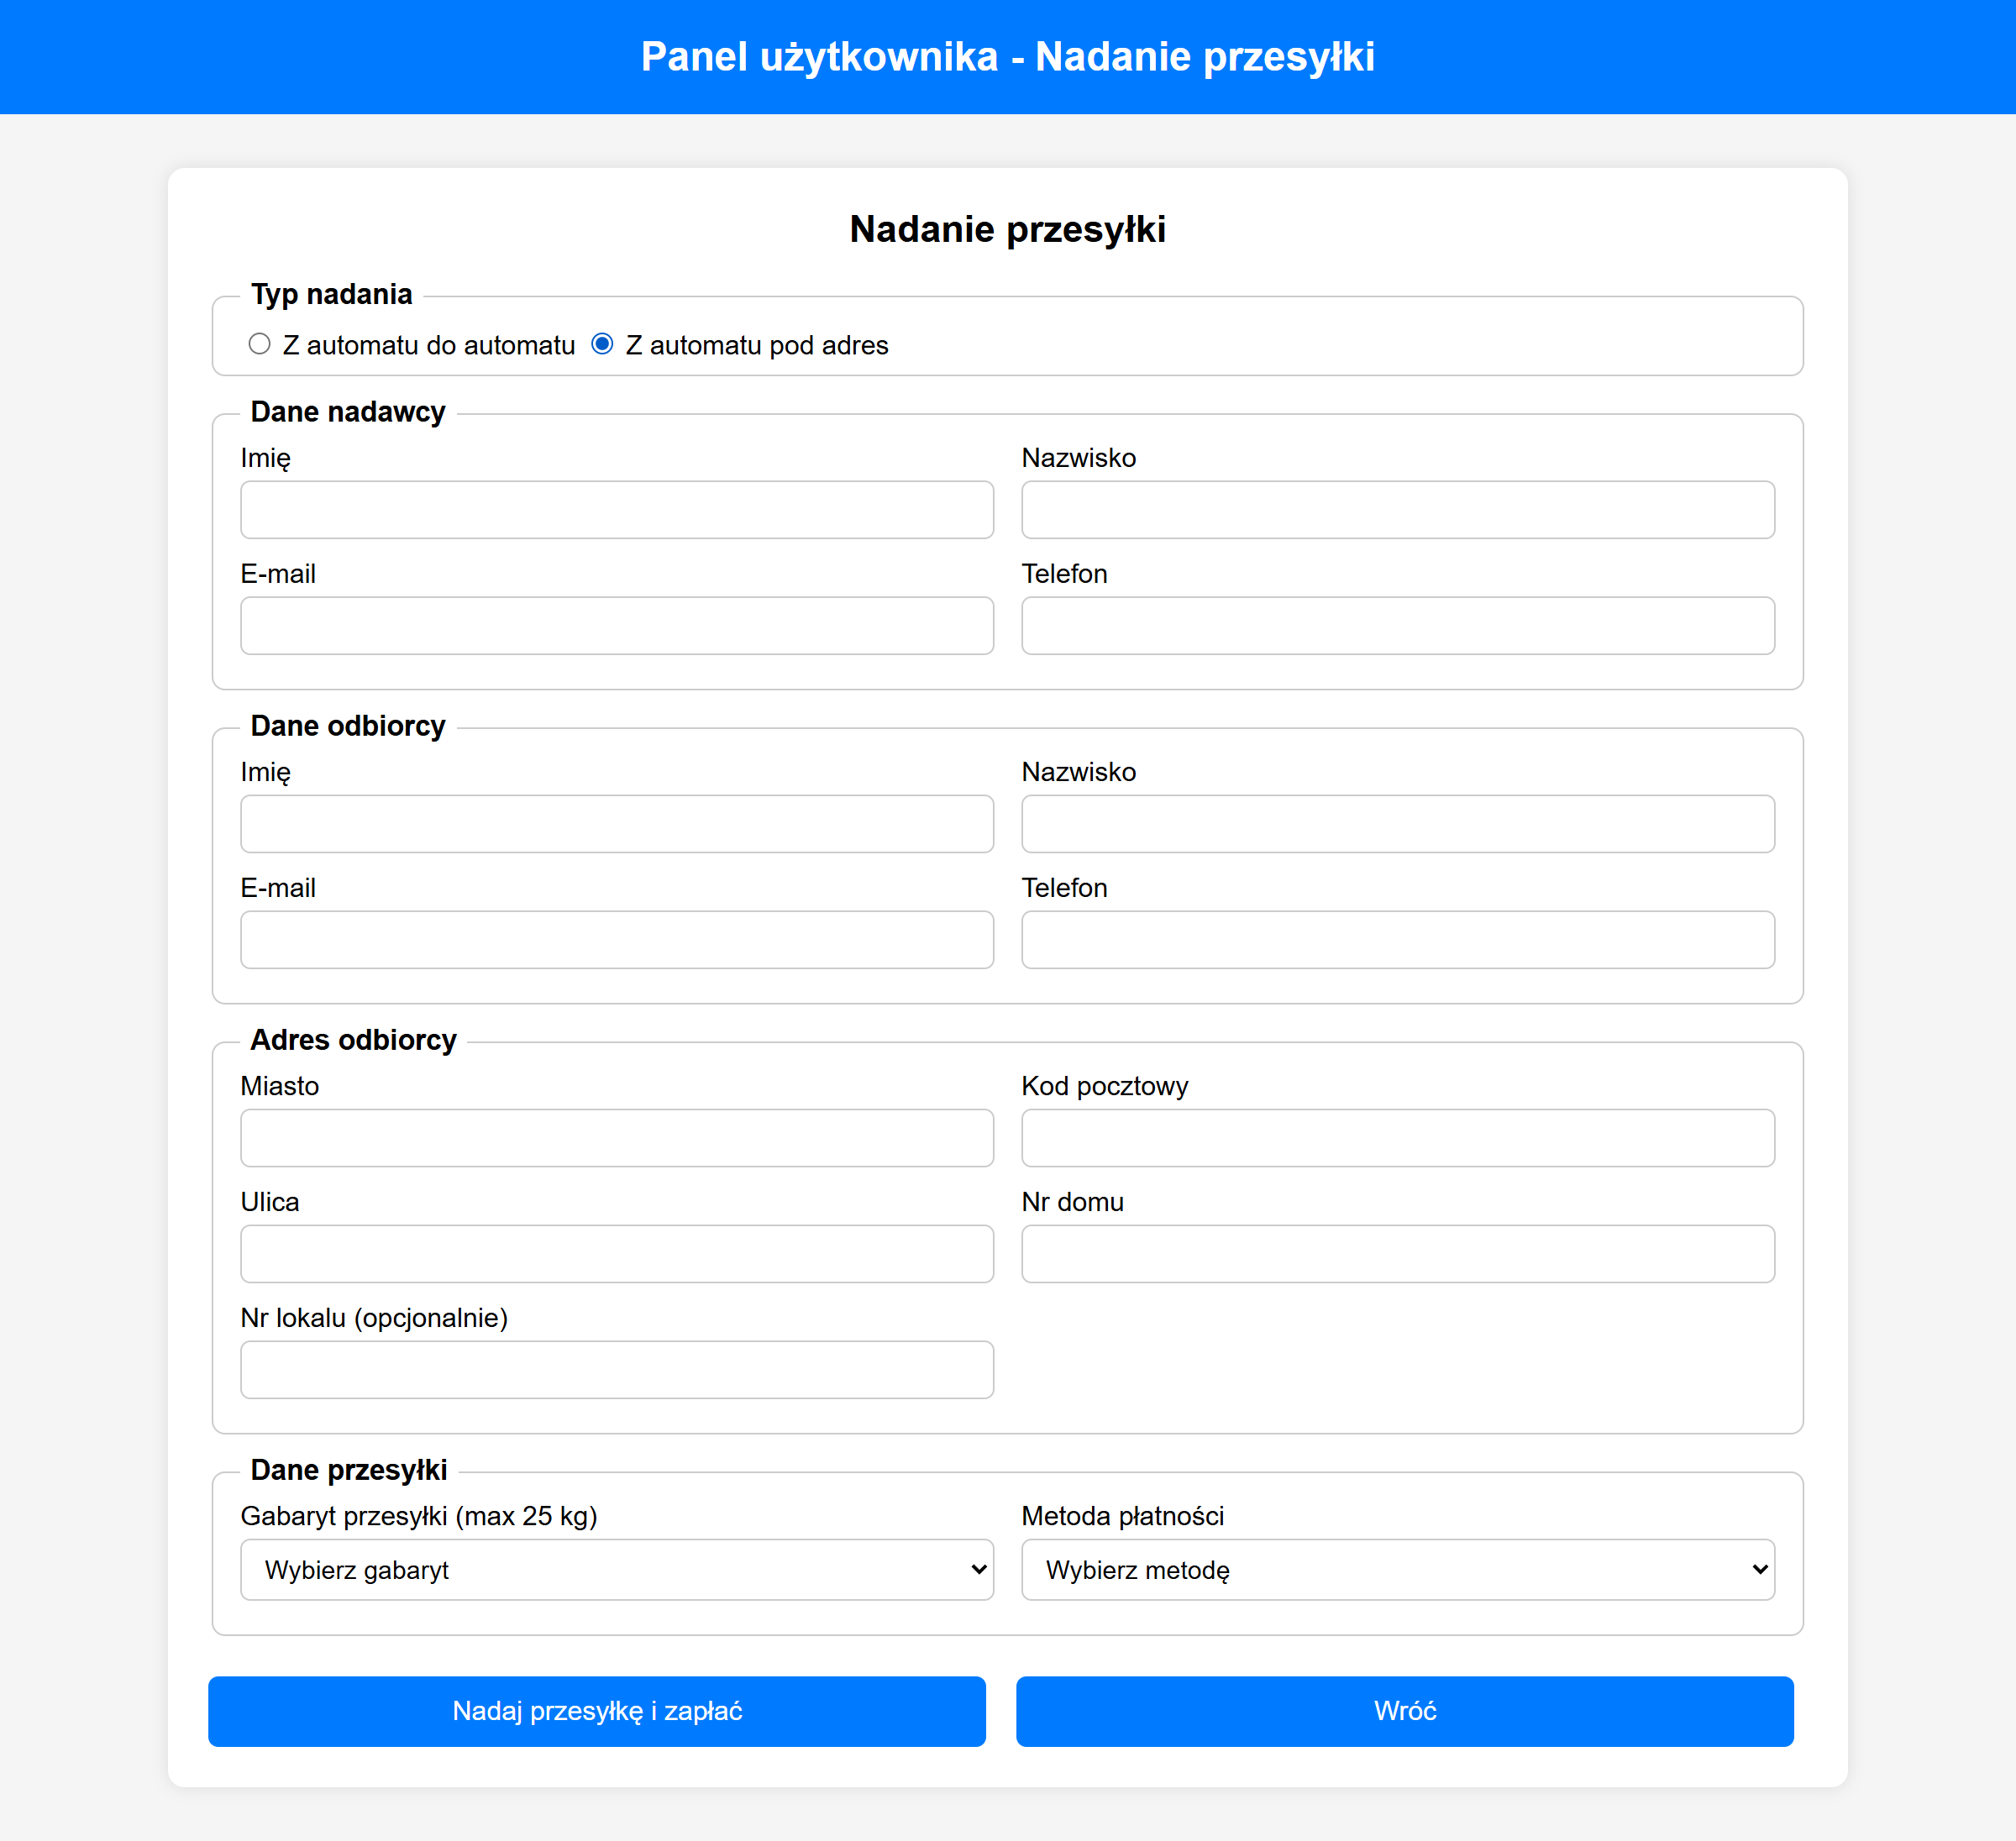 Panel użytkownika - Nadanie przesyłki
Nadanie przesyłki
Typ nadania
Z automatu do automatu Z automatu pod adres
Dane nadawcy
Imię Nazwisko
E-mail Telefon
Dane odbiorcy
Imię Nazwisko
E-mail Telefon
Adres odbiorcy
Miasto Kod pocztowy
Ulica Nr domu
Nr lokalu (opcjonalnie)
Dane przesyłki
Gabaryt przesyłki (max 25 kg) Metoda płatności
Wybierz gabaryt Wybierz metodę
Nadaj przesyłkę i zapłać Wróć